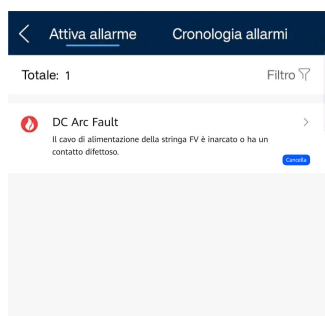 Attiva allarme Cronologia allarmi
Totale: 1 Filtro
DC Arc Fault
Il cavo di alimentazione della stringa FV è inarcato o ha un
contatto difettoso.
Cancella